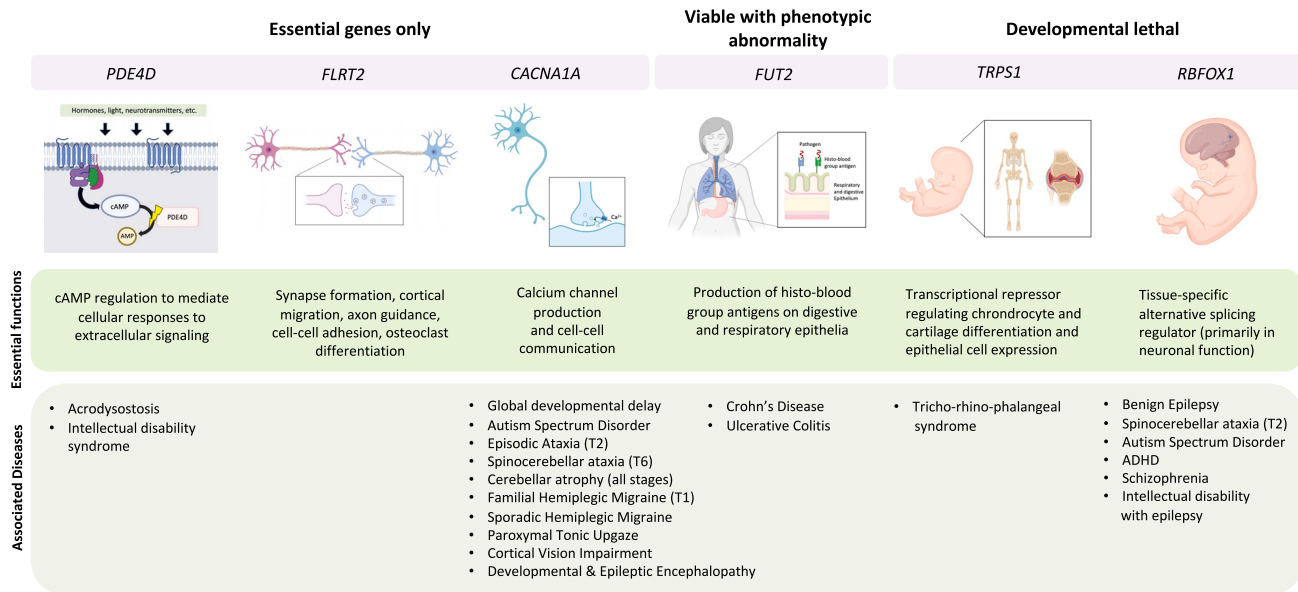 Essential genes only
Viable with phenotypic
abnormality
Developmental lethal
PDE4D
FLRT2
CACNA1A
FUT2
TRPS1
RBFOX1
Hormones, light, neurotransmitters, etc.
cAMP
PDE4D
AMP
Ca²⁺
Pathogen
Histo-blood
group antigen
Respiratory
and digestive
Epithelium
Essential functions
cAMP regulation to mediate
cellular responses to
extracellular signaling
Synapse formation, cortical
migration, axon guidance,
cell-cell adhesion, osteoclast
differentiation
Calcium channel
production
and cell-cell
communication
Production of histo-blood
group antigens on digestive
and respiratory epithelia
Transcriptional repressor
regulating chrondrocyte and
cartilage differentiation and
epithelial cell expression
Tissue-specific
alternative splicing
regulator (primarily in
neuronal function)
Associated Diseases
• Acrodysostosis
• Intellectual disability
syndrome
• Global developmental delay
• Autism Spectrum Disorder
• Episodic Ataxia (T2)
• Spinocerebellar ataxia (T6)
• Cerebellar atrophy (all stages)
• Familial Hemiplegic Migraine (T1)
• Sporadic Hemiplegic Migraine
• Paroxymal Tonic Upgaze
• Cortical Vision Impairment
• Developmental & Epileptic Encephalopathy
• Crohn's Disease
• Ulcerative Colitis
• Tricho-rhino-phalangeal
syndrome
• Benign Epilepsy
• Spinocerebellar ataxia (T2)
• Autism Spectrum Disorder
• ADHD
• Schizophrenia
• Intellectual disability
with epilepsy